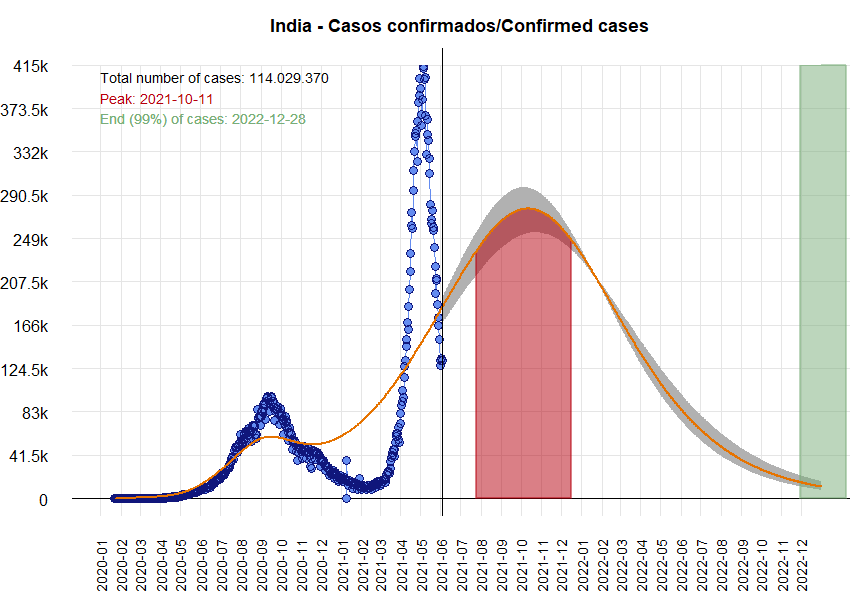 India - Casos confirmados/Confirmed cases
415k
Total number of cases: 114.029.370
Peak: 2021-10-11
End (99%) of cases: 2022-12-28
373.5k
332k
290.5k
249k
207.5k
166k
124.5k
83k
41.5k
0
2020-01
2020-02
2020-03
2020-04
2020-05
2020-06
2020-07
2020-08
2020-09
2020-10
2020-11
2020-12
2021-01
2021-02
2021-03
2021-04
2021-05
2021-06
2021-07
2021-08
2021-09
2021-10
2021-11
2021-12
2022-01
2022-02
2022-03
2022-04
2022-05
2022-06
2022-07
2022-08
2022-09
2022-10
2022-11
2022-12